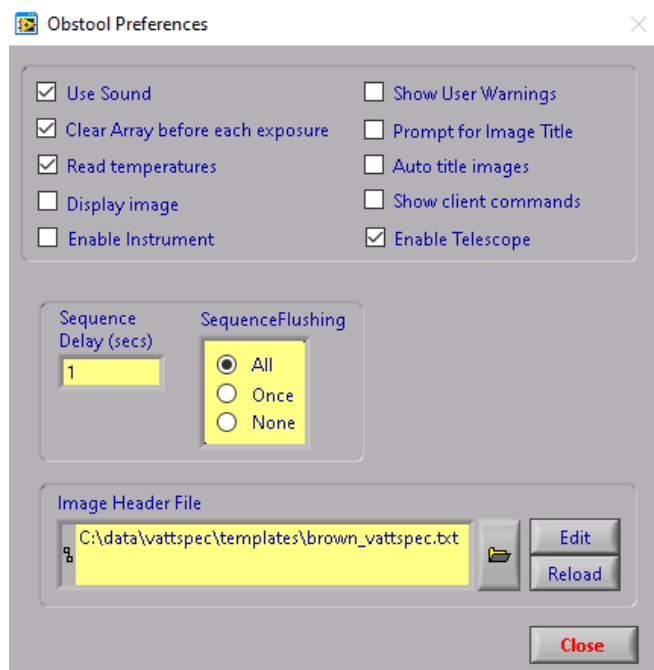 Obstool Preferences
Use Sound
Show User Warnings
Clear Array before each exposure
Prompt for Image Title
Read temperatures
Auto title images
Display image
Show client commands
Enable Instrument
Enable Telescope
Sequence
Delay (secs)
1
SequenceFlushing
All
Once
None
Image Header File
C:\data\vattspec\templates\brown_vattspec.txt
Edit
Reload
Close